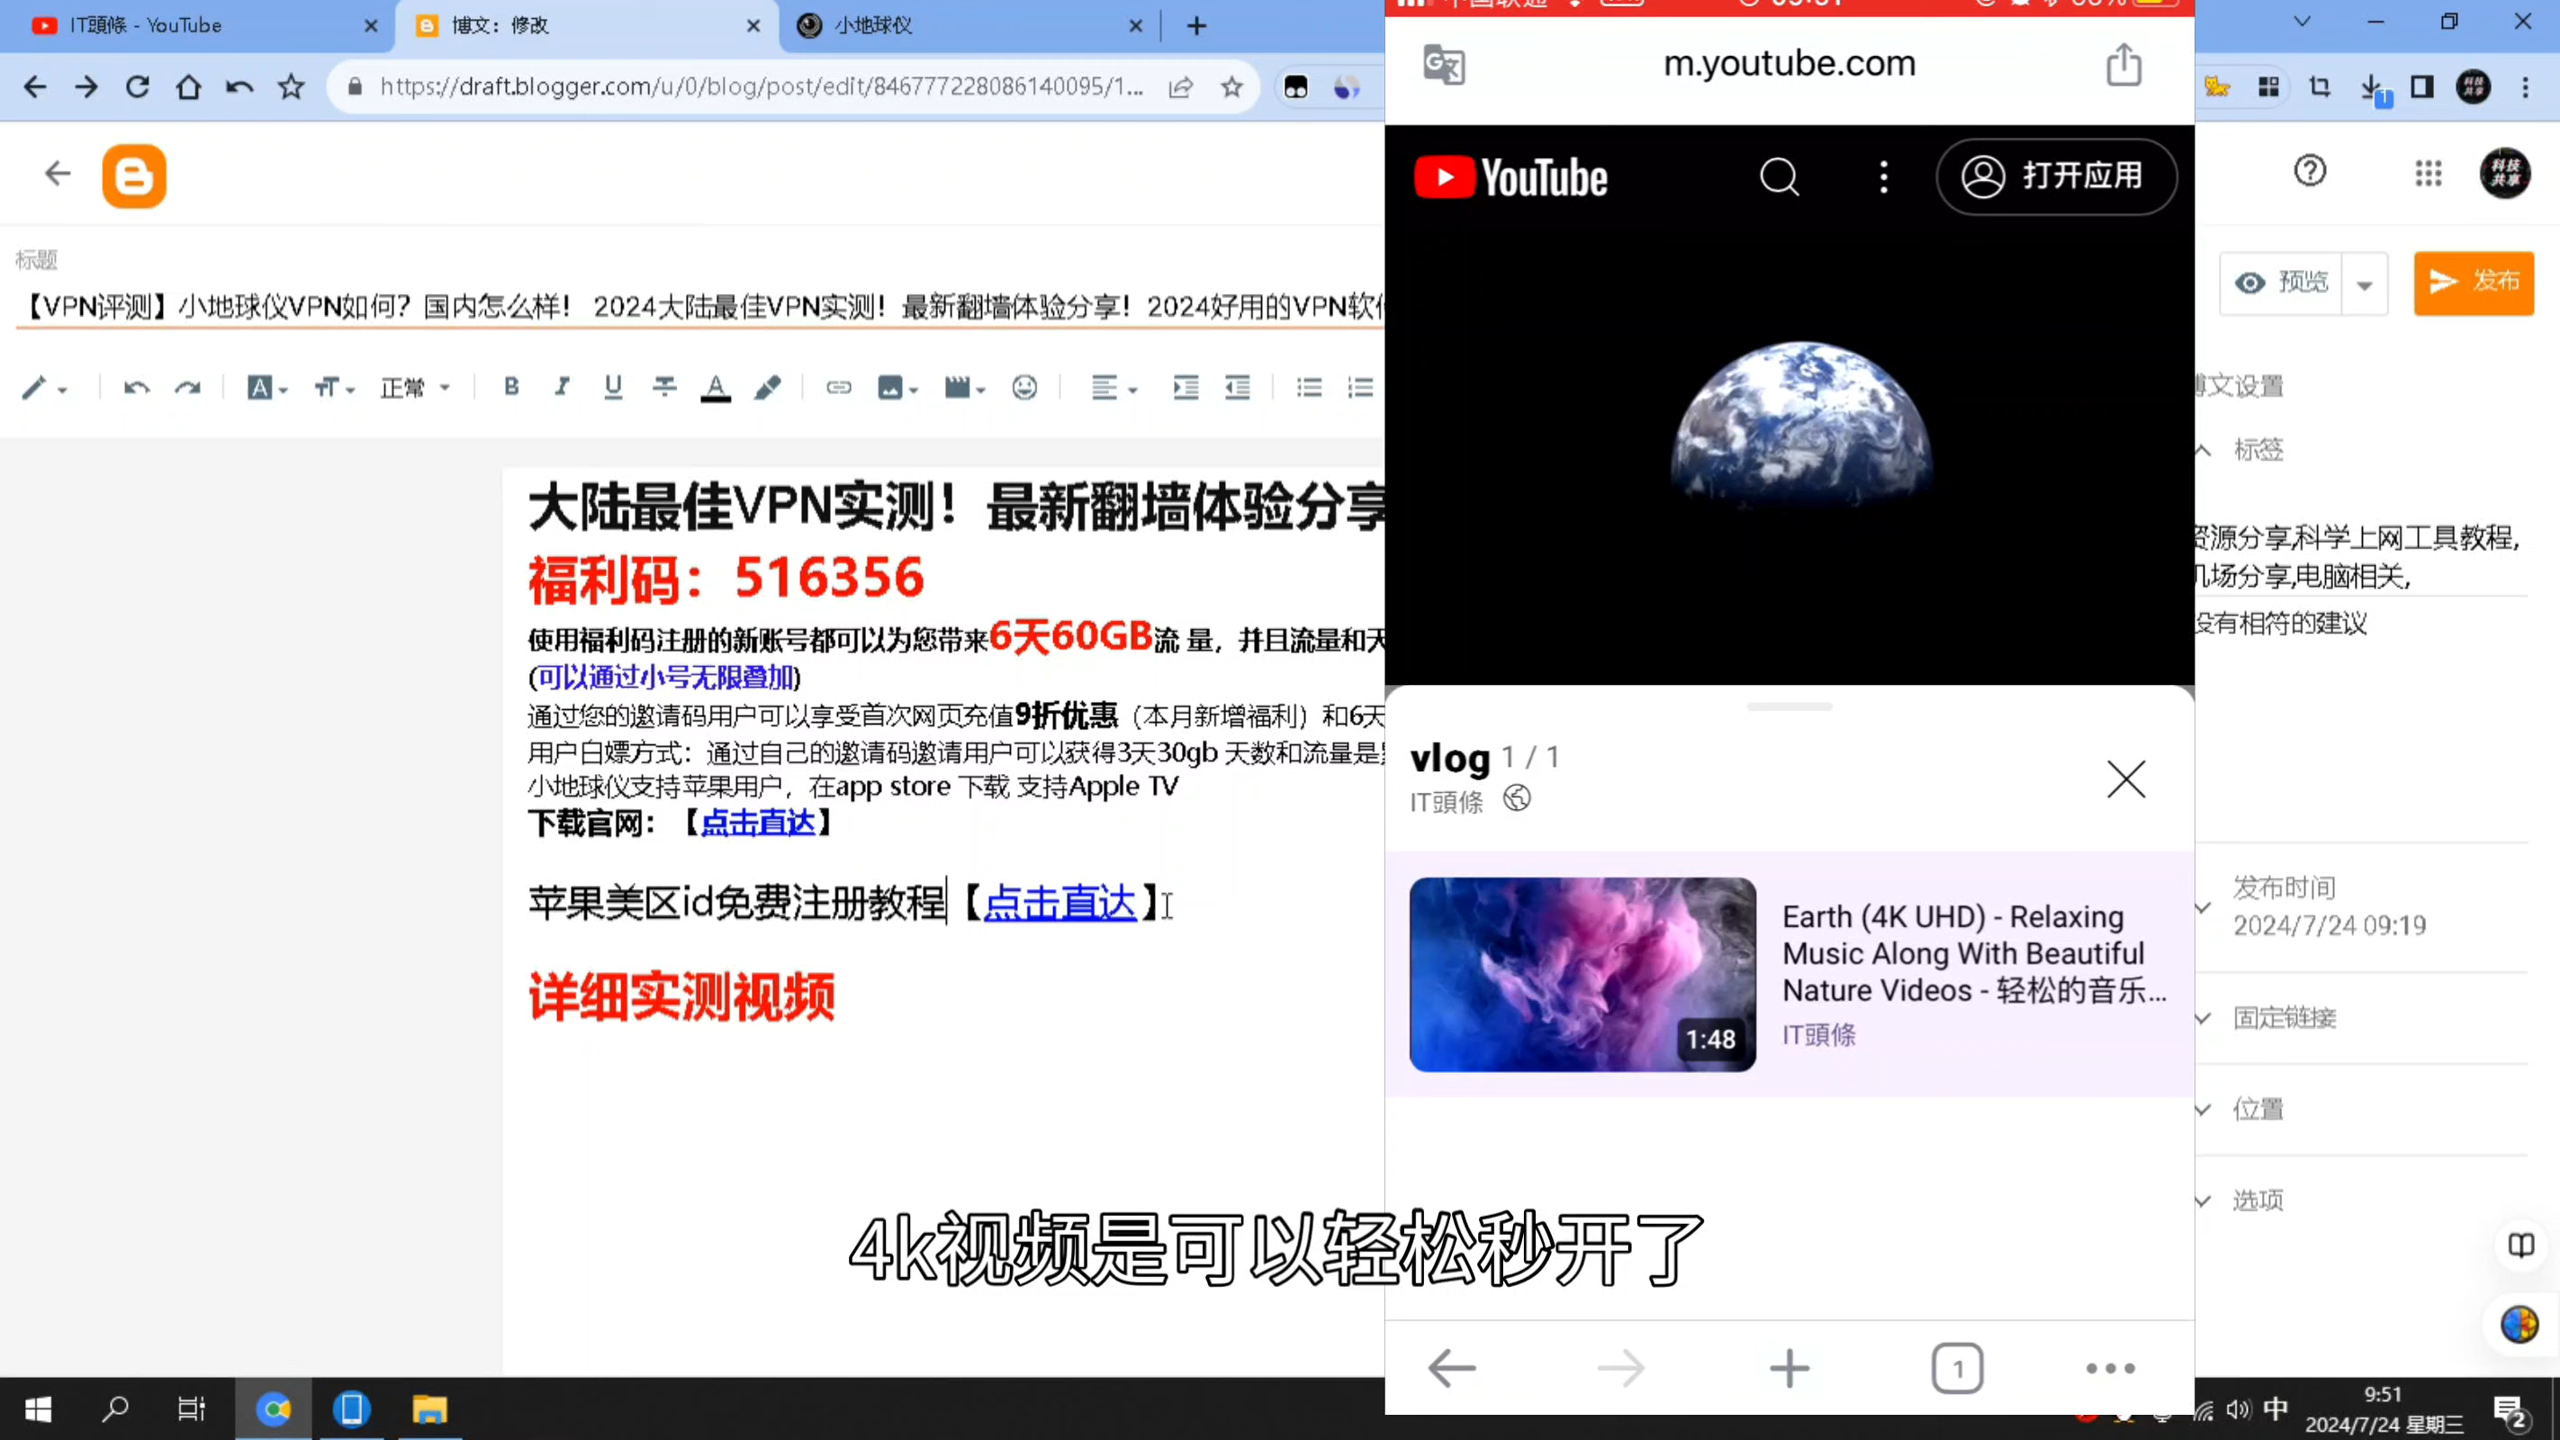 IT頭條 - YouTube
博文：修改
小地球仪
https://draft.blogger.com/u/0/blog/post/edit/8467772280861400​95/1...
标题
【VPN评测】小地球仪VPN如何？国内怎么样！ 2024大陆最佳VPN实测！最新翻墙体验分享！2024好用的VPN软
正常
大陆最佳VPN实测！最新翻墙体验分享
福利码：516356
使用福利码注册的新账号都可以为您带来6天60GB流 量，并且流量和天
(可以通过小号无限叠加)
通过您的邀请码用户可以享受首次网页充值9折优惠（本月新增福利）和6天
用户白嫖方式：通过自己的邀请码邀请用户可以获得3天30gb 天数和流量是
小地球仪支持苹果用户，在app store 下载 支持Apple TV
下载官网：【点击直达】
苹果美区id免费注册教程【点击直达】
详细实测视频
m.youtube.com
YouTube
打开应用
vlog 1 / 1
IT頭條
1:48
Earth (4K UHD) - Relaxing
Music Along With Beautiful
Nature Videos - 轻松的音乐...
IT頭條
1
科技
共享
预览
发布
博文设置
标签
资源分享,科学上网工具教程,
机场分享,电脑相关,
没有相符的建议
发布时间
2024/7/24 09:19
固定链接
位置
选项
4k视频是可以轻松秒开了
中
9:51
2024/7/24 星期三
2